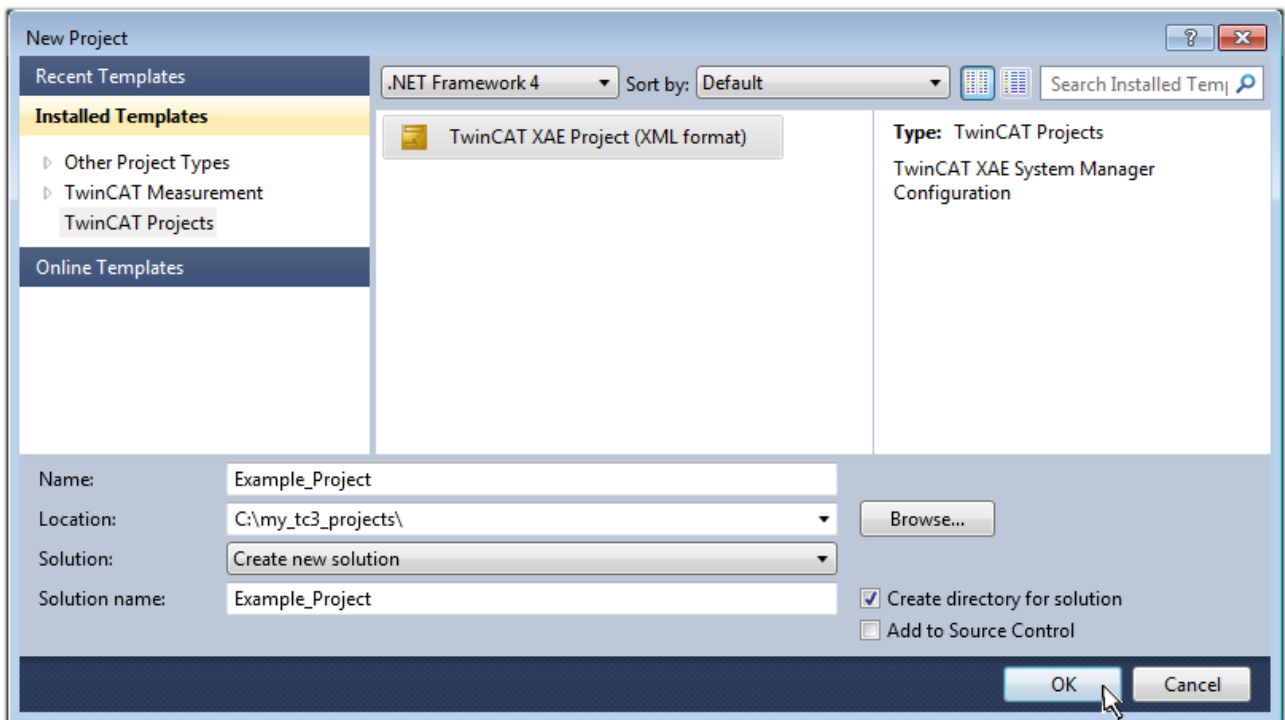 New Project
Recent Templates
Installed Templates
Other Project Types
TwinCAT Measurement
TwinCAT Projects
Online Templates
.NET Framework 4
Sort by:
Default
Search Installed Tem
TwinCAT XAE Project (XML format)
Type: TwinCAT Projects
TwinCAT XAE System Manager
Configuration
Name:
Example_Project
Location:
C:\my_tc3_projects\
Browse...
Solution:
Create new solution
Solution name:
Example_Project
Create directory for solution
Add to Source Control
OK
Cancel